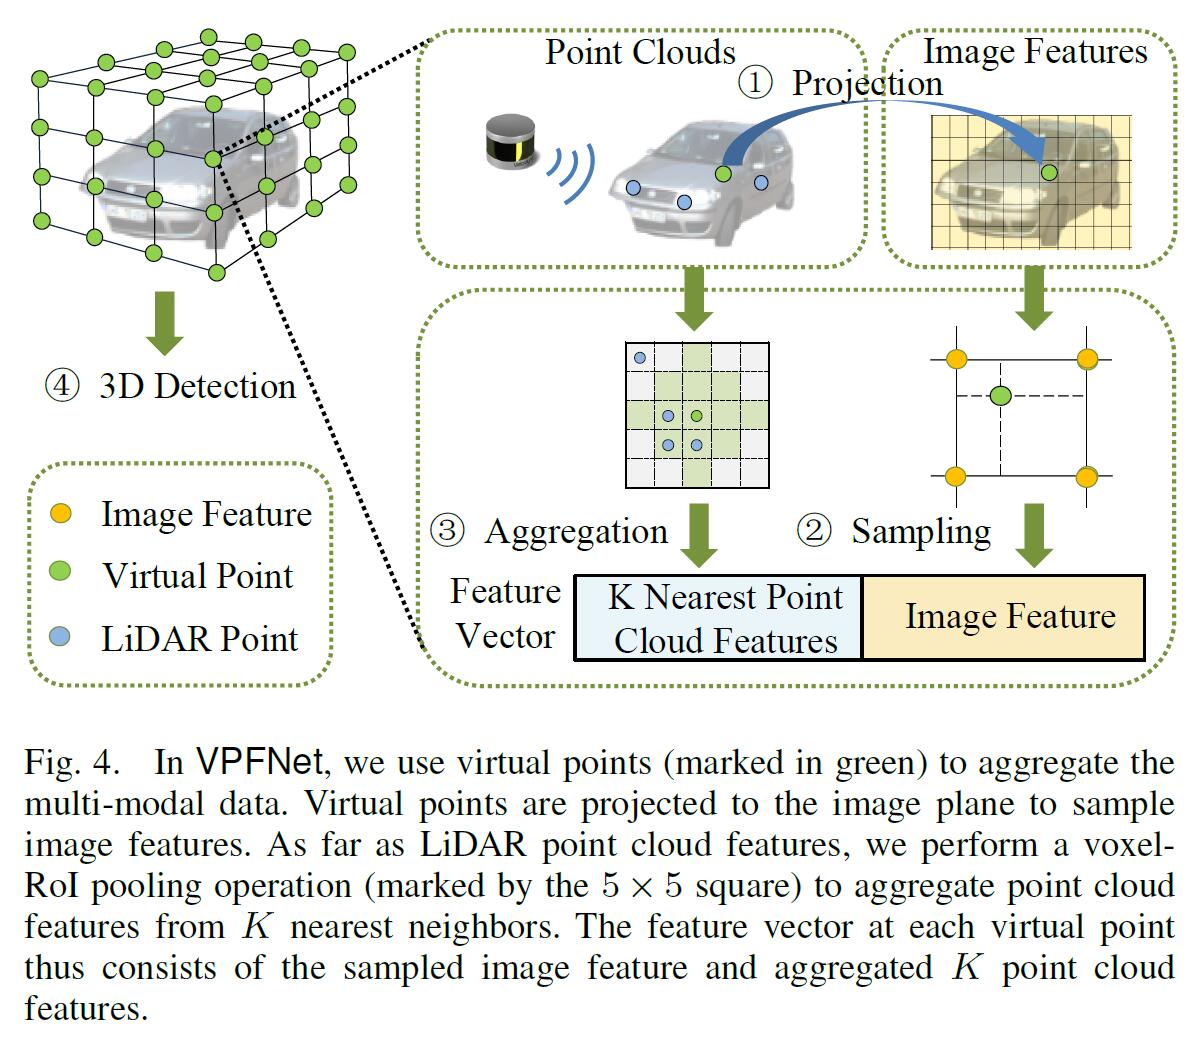 Point Clouds
Image Features
① Projection
④ 3D Detection
Image Feature
Virtual Point
LiDAR Point
③ Aggregation
② Sampling
Feature
Vector
K Nearest Point
Cloud Features
Image Feature
Fig. 4. In VPFNet, we use virtual points (marked in green) to aggregate the
multi-modal data. Virtual points are projected to the image plane to sample
image features. As far as LiDAR point cloud features, we perform a voxel-
RoI pooling operation (marked by the 5 × 5 square) to aggregate point cloud
features from K nearest neighbors. The feature vector at each virtual point
thus consists of the sampled image feature and aggregated K point cloud
features.